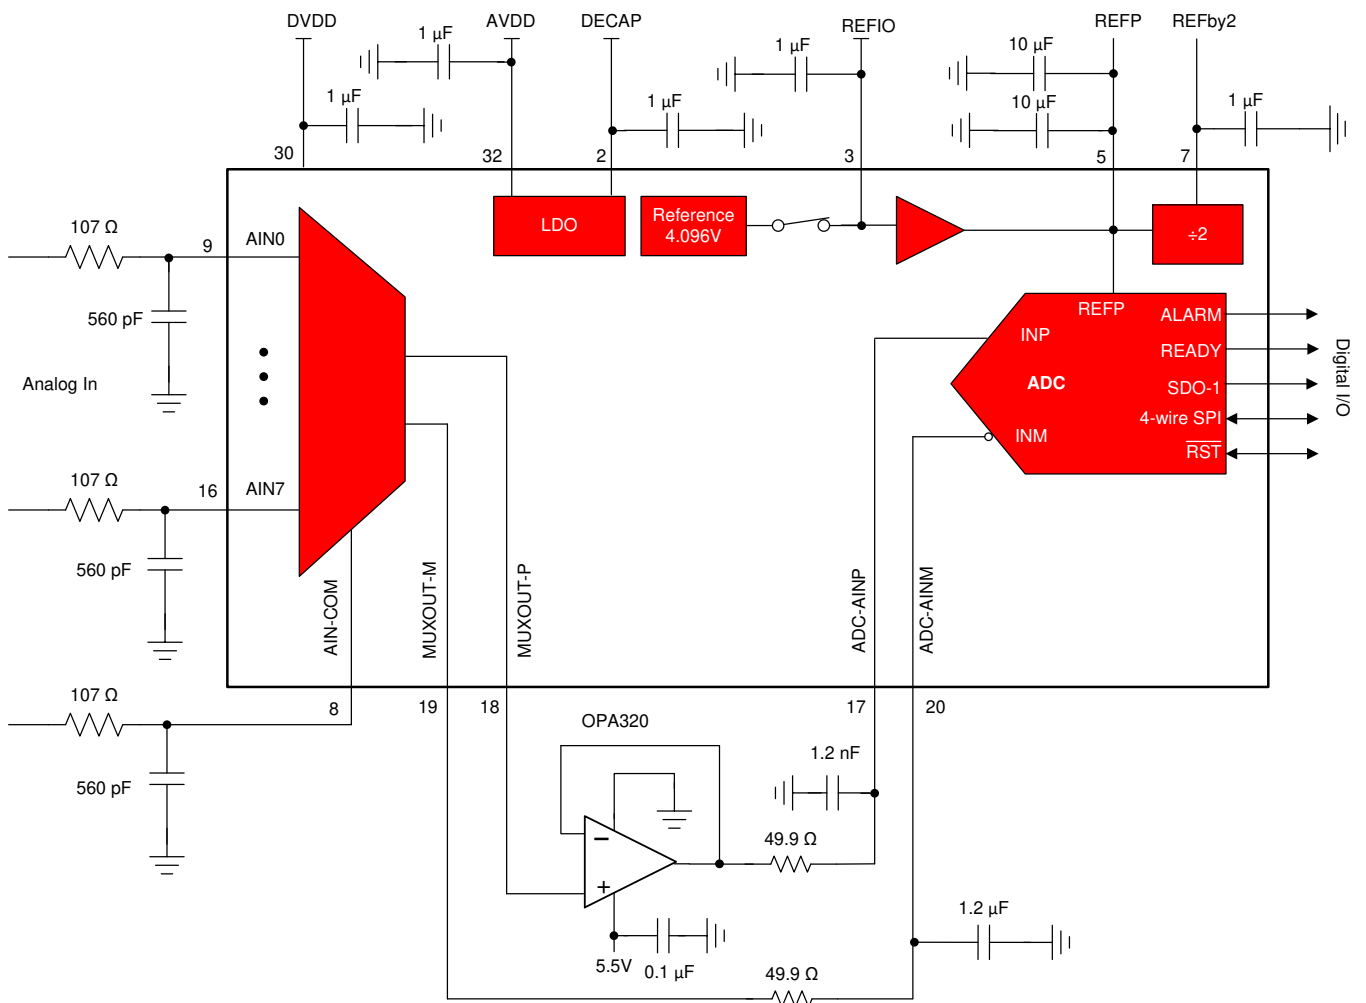 DVDD
AVDD
DECAP
REFIO
REFP
REFby2
1 µF
1 µF
10 µF
1 µF
1 µF
10 µF
1 µF
30
32
2
3
5
7
107 Ω
9
AIN0
560 pF
LDO
Reference
4.096V
÷2
REFP
INP
ADC
INM
ALARM
READY
SDO-1
4-wire SPI
RST
Digital I/O
Analog In
107 Ω
16
AIN7
560 pF
AIN-COM
MUXOUT-M
MUXOUT-P
ADC-AINP
ADC-AINM
107 Ω
8
19
18
17
20
560 pF
OPA320
1.2 nF
−
+
49.9 Ω
5.5V
0.1 µF
49.9 Ω
1.2 µF